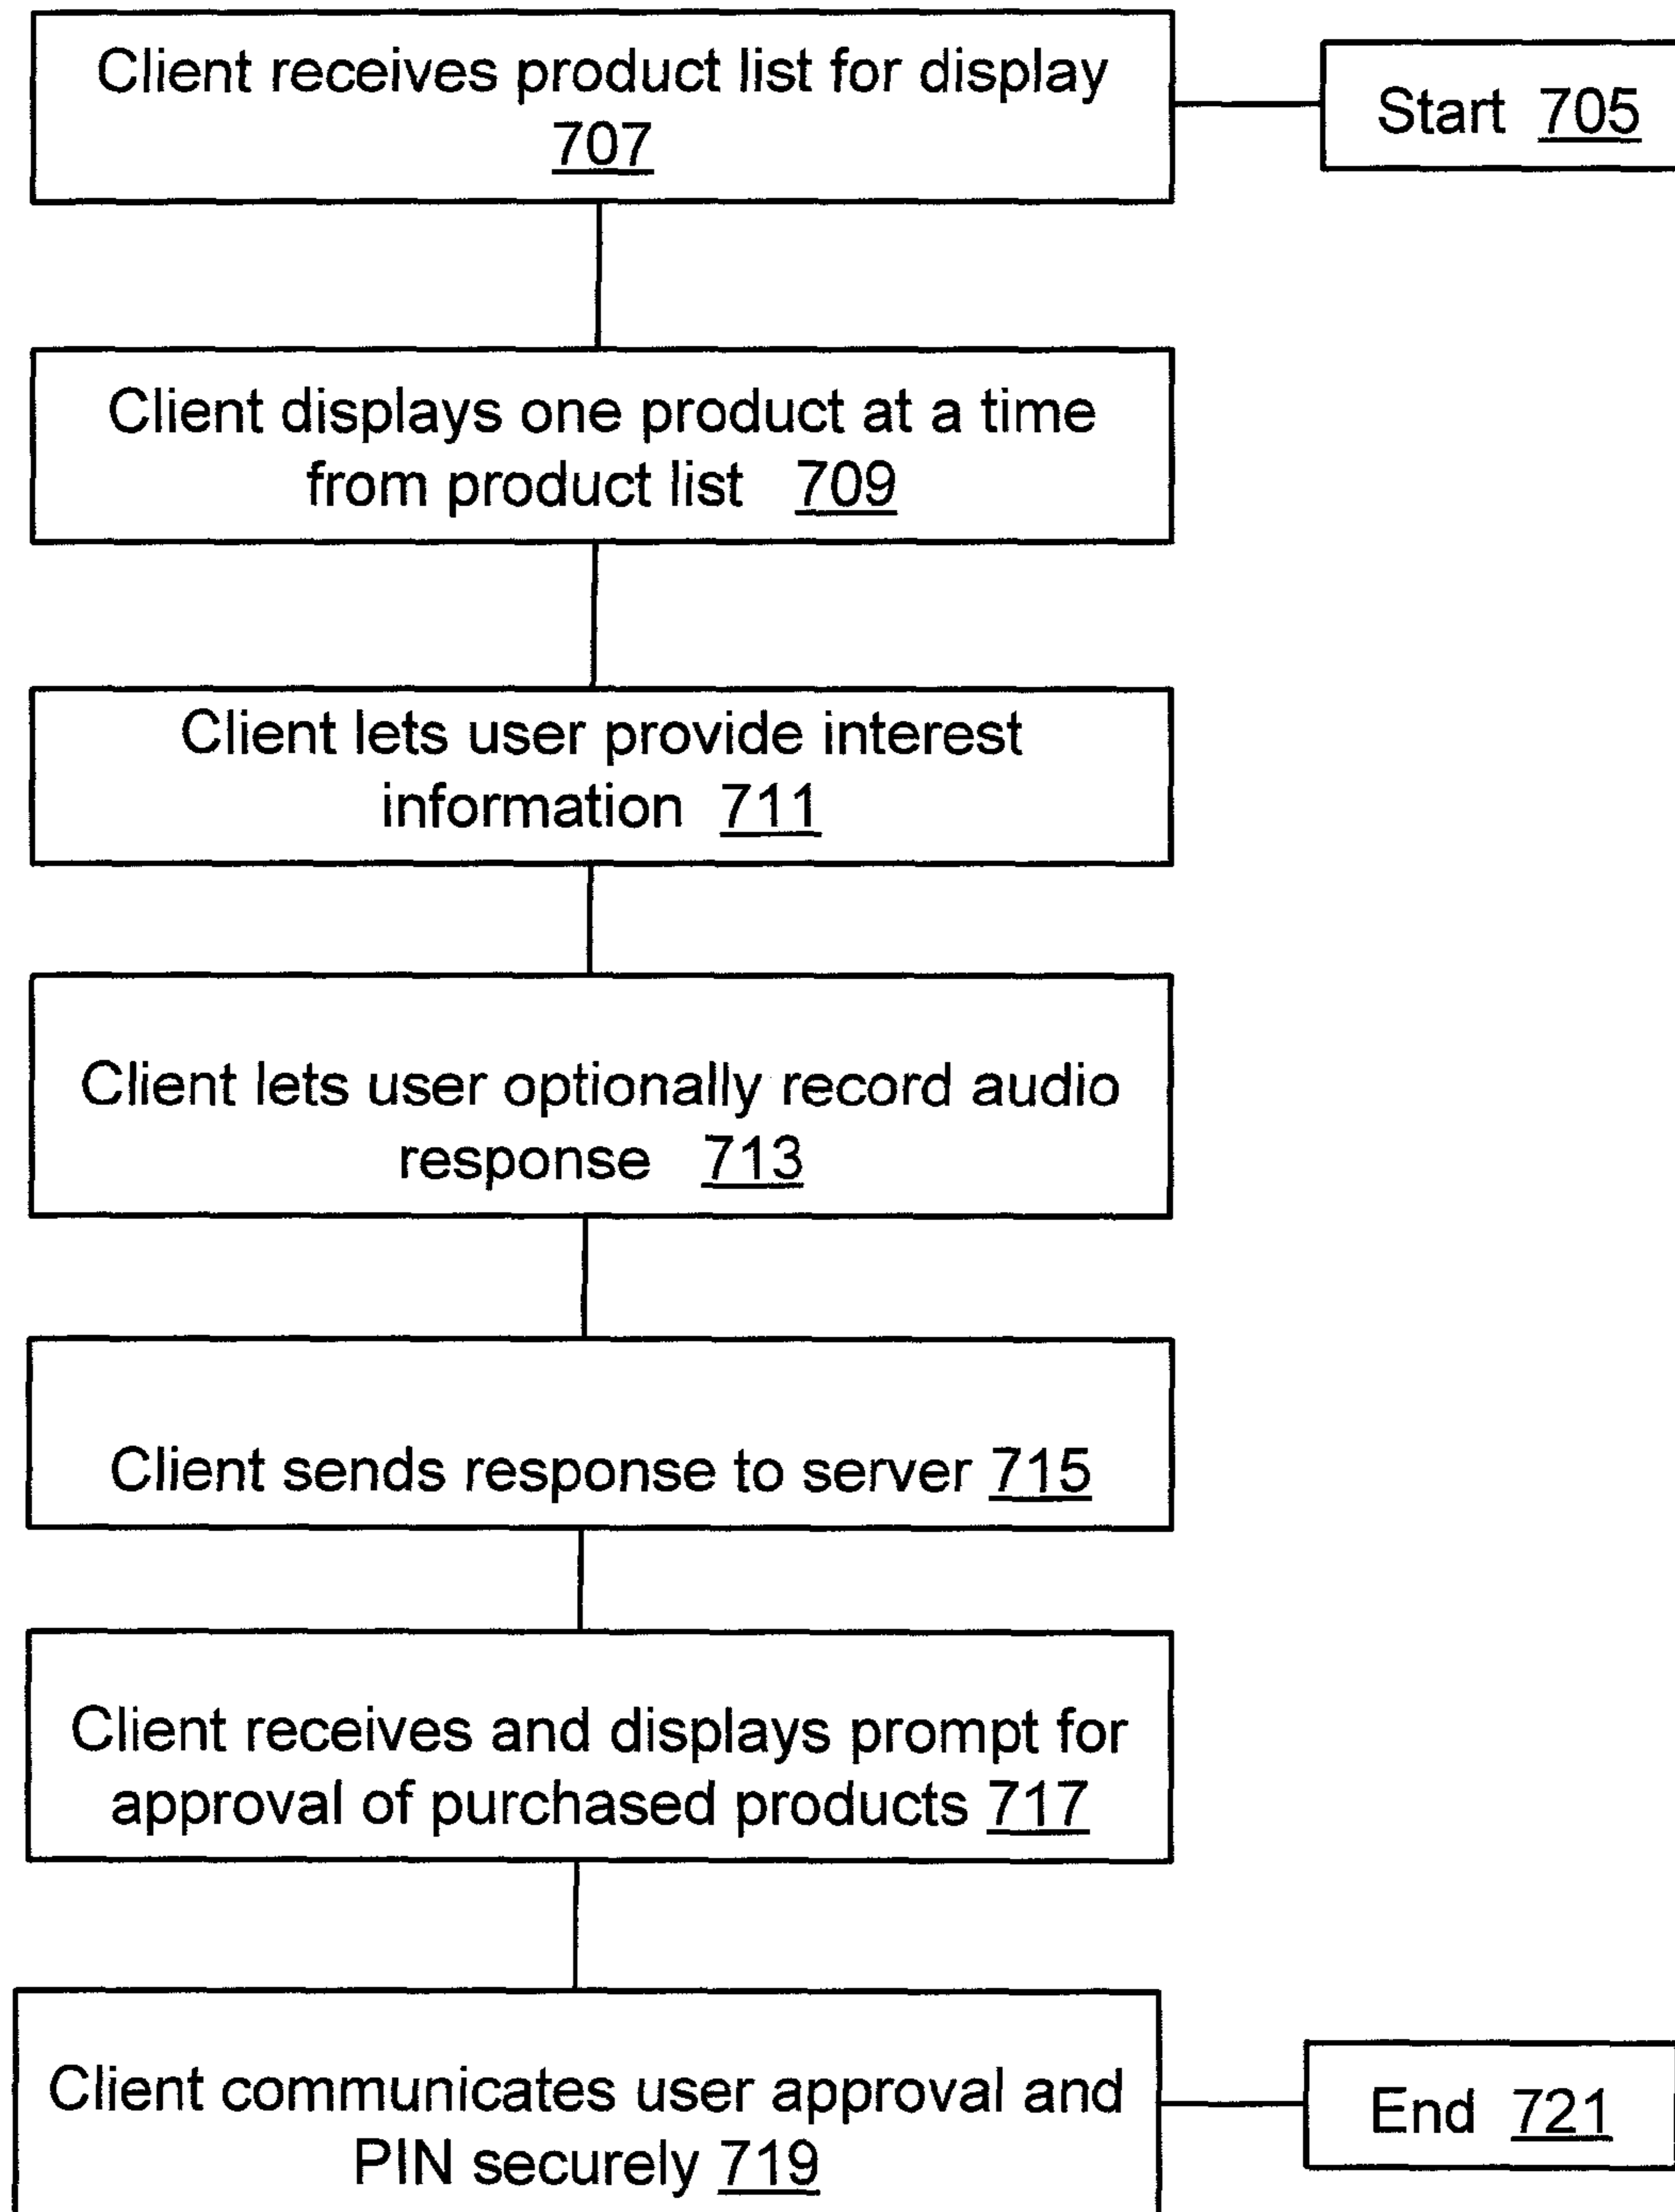 Client receives product list for display
707
Start 705
Client displays one product at a time
from product list 709
Client lets user provide interest
information 711
Client lets user optionally record audio
response 713
Client sends response to server 715
Client receives and displays prompt for
approval of purchased products 717
Client communicates user approval and
PIN securely 719
End 721